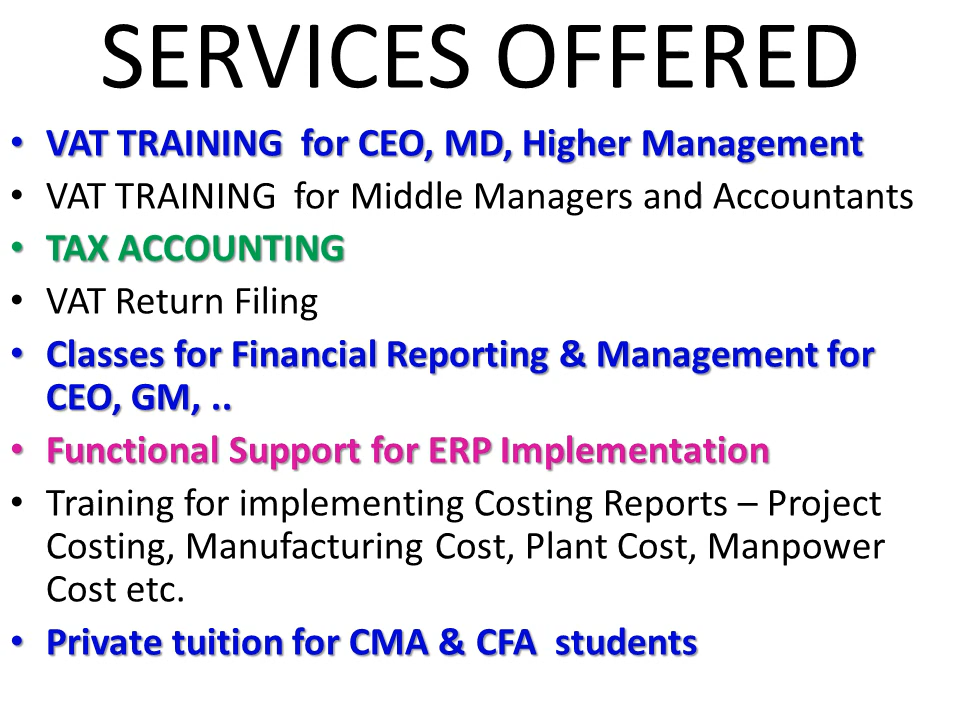 SERVICES OFFERED
• VAT TRAINING  for CEO, MD, Higher Management
• VAT TRAINING  for Middle Managers and Accountants
• TAX ACCOUNTING
• VAT Return Filing
• Classes for Financial Reporting & Management for
CEO, GM, ..
• Functional Support for ERP Implementation
• Training for implementing Costing Reports – Project
Costing, Manufacturing Cost, Plant Cost, Manpower
Cost etc.
• Private tuition for CMA & CFA  students